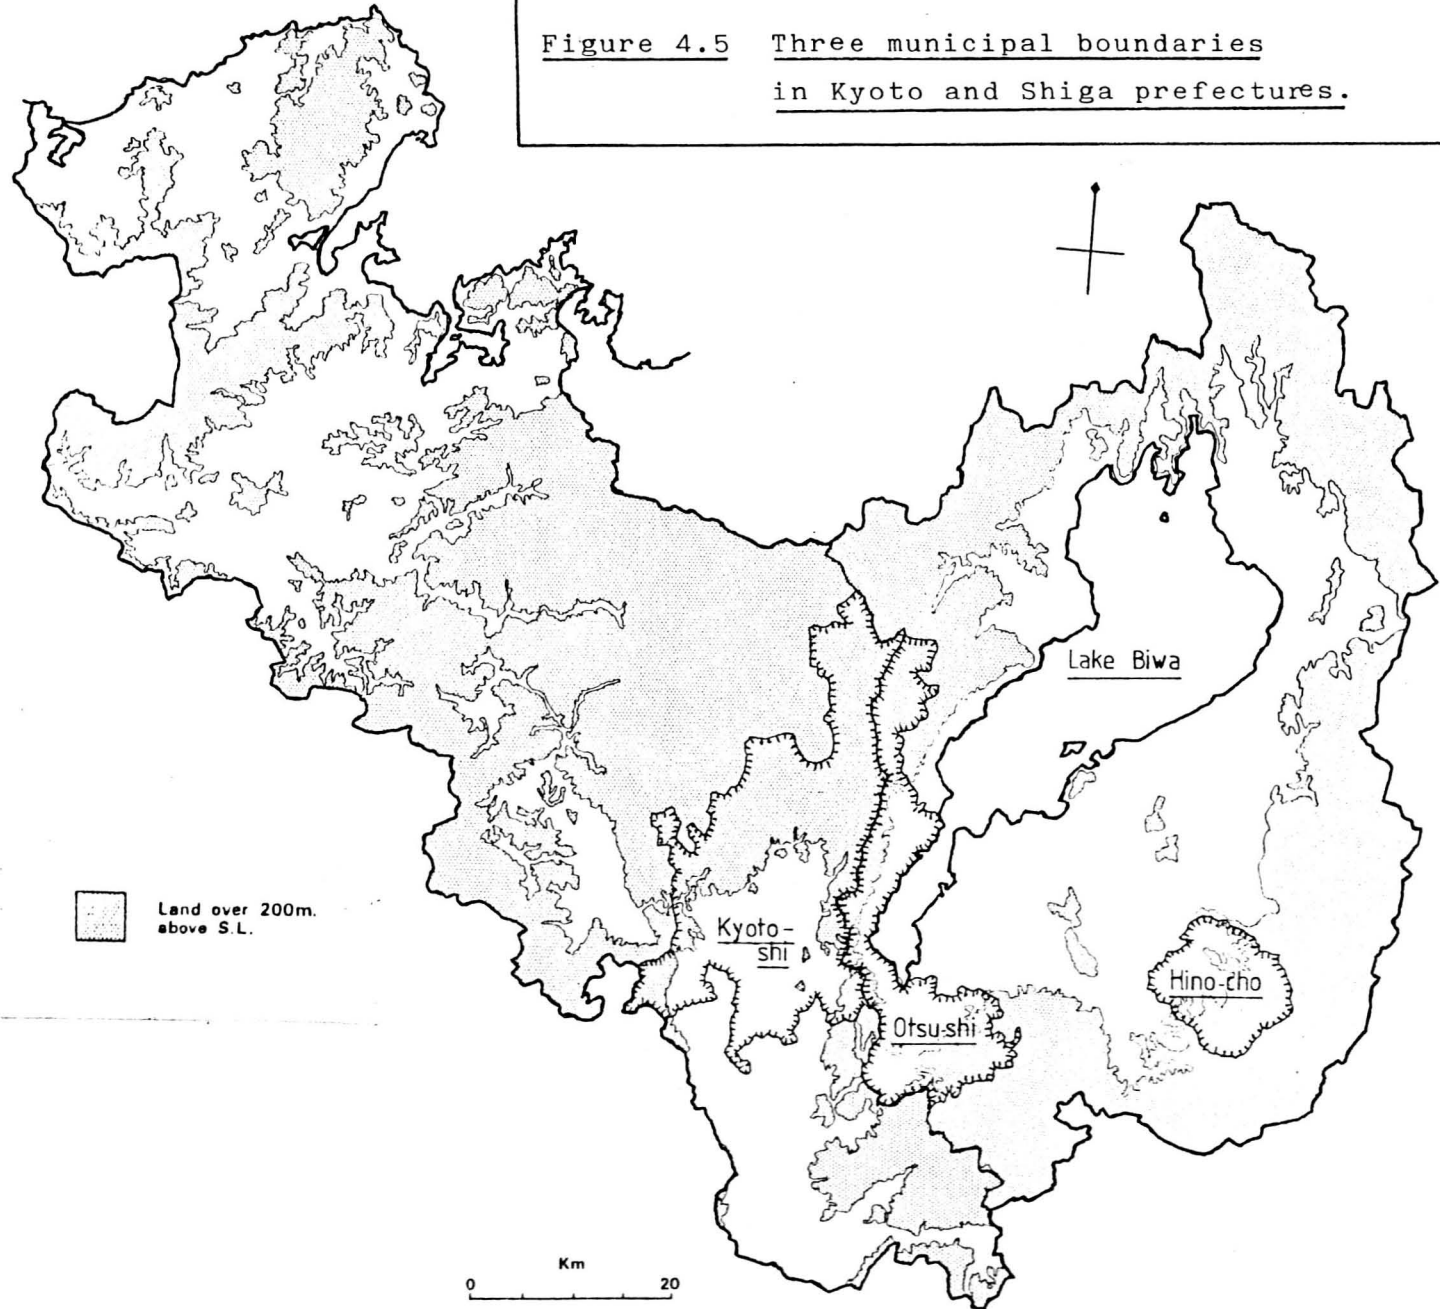 Figure 4.5 Three municipal boundaries
in Kyoto and Shiga prefectures.
Lake Biwa
Land over 200m.
above S.L.
Kyoto-
shi
Hino-cho
Otsu-shi
Km
0 20